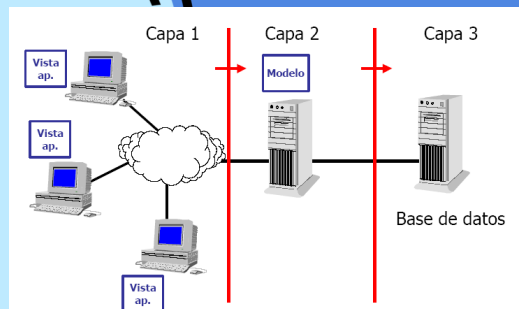 Capa 1
Capa 2
Capa 3
Vista
ap.
Modelo
Vista
ap.
Base de datos
Vista
ap.